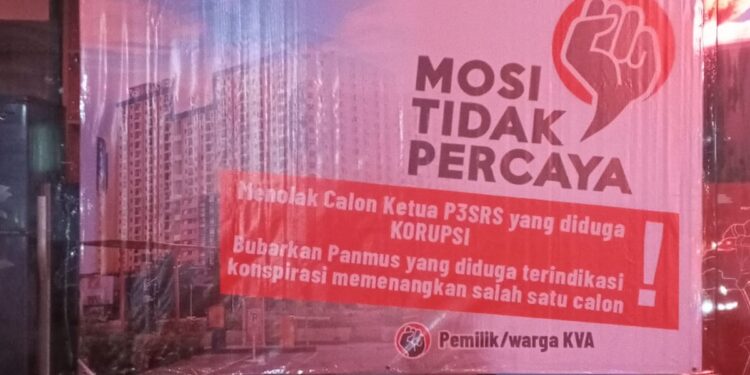 MOSI
TIDAK
PERCAYA
Menolak Calon Ketua P3SRS yang diduga
KORUPSI
Bubarkan Panmus yang diduga terindikasi
konspirasi memenangkan salah satu calon
!
Pemilik/warga KVA